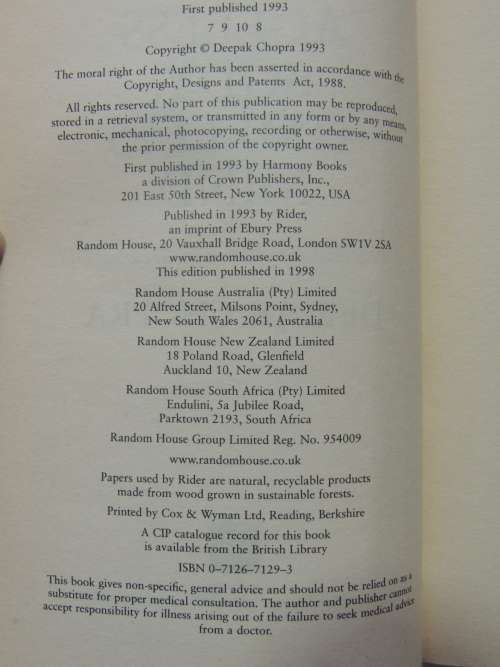 First published 1993
7 9 10 8
Copyright © Deepak Chopra 1993
The moral right of the Author has been asserted in accordance with the
Copyright, Designs and Patents Act, 1988.
All rights reserved. No part of this publication may be reproduced,
stored in a retrieval system, or transmitted in any form or by any means,
electronic, mechanical, photocopying, recording or otherwise, without
the prior permission of the copyright owner.
First published in 1993 by Harmony Books
a division of Crown Publishers, Inc.,
201 East 50th Street, New York 10022, USA
Published in 1993 by Rider,
an imprint of Ebury Press
Random House, 20 Vauxhall Bridge Road, London SW1V 2SA
www.randomhouse.co.uk
This edition published in 1998
Random House Australia (Pty) Limited
20 Alfred Street, Milsons Point, Sydney,
New South Wales 2061, Australia
Random House New Zealand Limited
18 Poland Road, Glenfield
Auckland 10, New Zealand
Random House South Africa (Pty) Limited
Endulini, 5a Jubilee Road,
Parktown 2193, South Africa
Random House Group Limited Reg. No. 954009
www.randomhouse.co.uk
Papers used by Rider are natural, recyclable products
made from wood grown in sustainable forests.
Printed by Cox & Wyman Ltd, Reading, Berkshire
A CIP catalogue record for this book
is available from the British Library
ISBN 0–7126–7129–3
This book gives non-specific, general advice and should not be relied on as a
substitute for proper medical consultation. The author and publisher cannot
accept responsibility for illness arising out of the failure to seek medical advice
from a doctor.